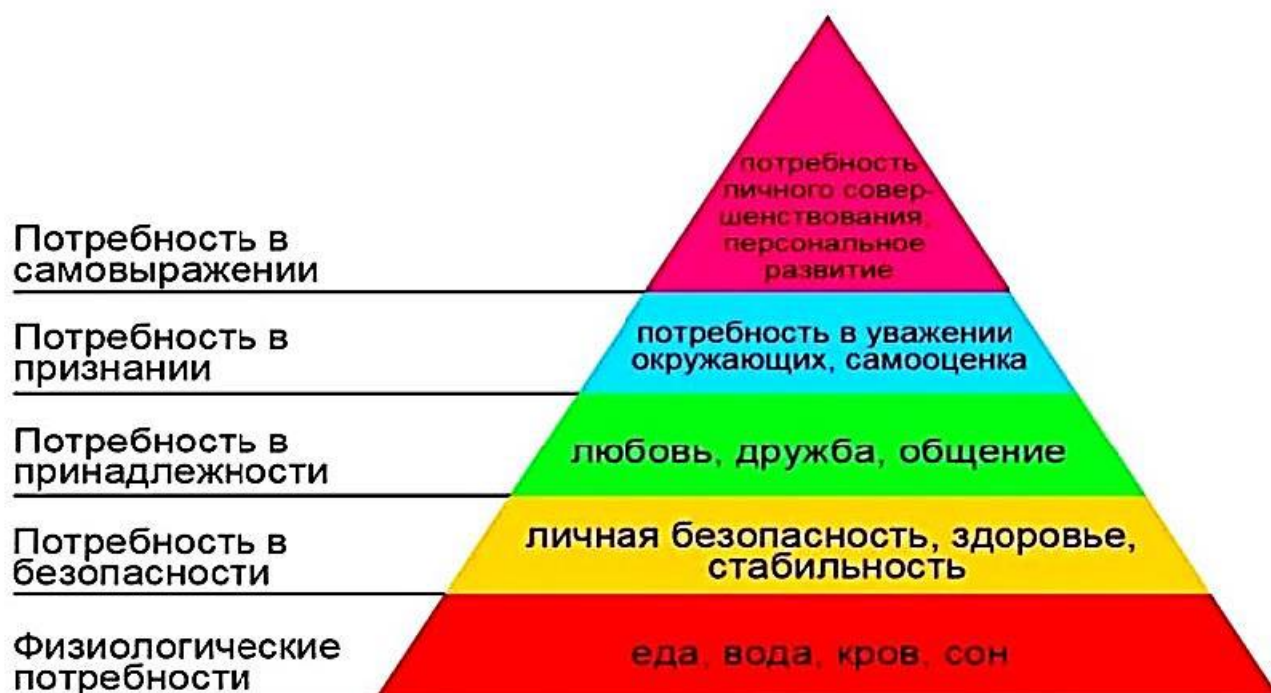 потребность
личного совер-
шенствования,
персональное
развитие
Потребность в
самовыражении
потребность в уважении
окружающих, самооценка
Потребность в
признании
любовь, дружба, общение
Потребность в
принадлежности
личная безопасность, здоровье,
стабильность
Потребность в
безопасности
еда, вода, кров, сон
Физиологические
потребности